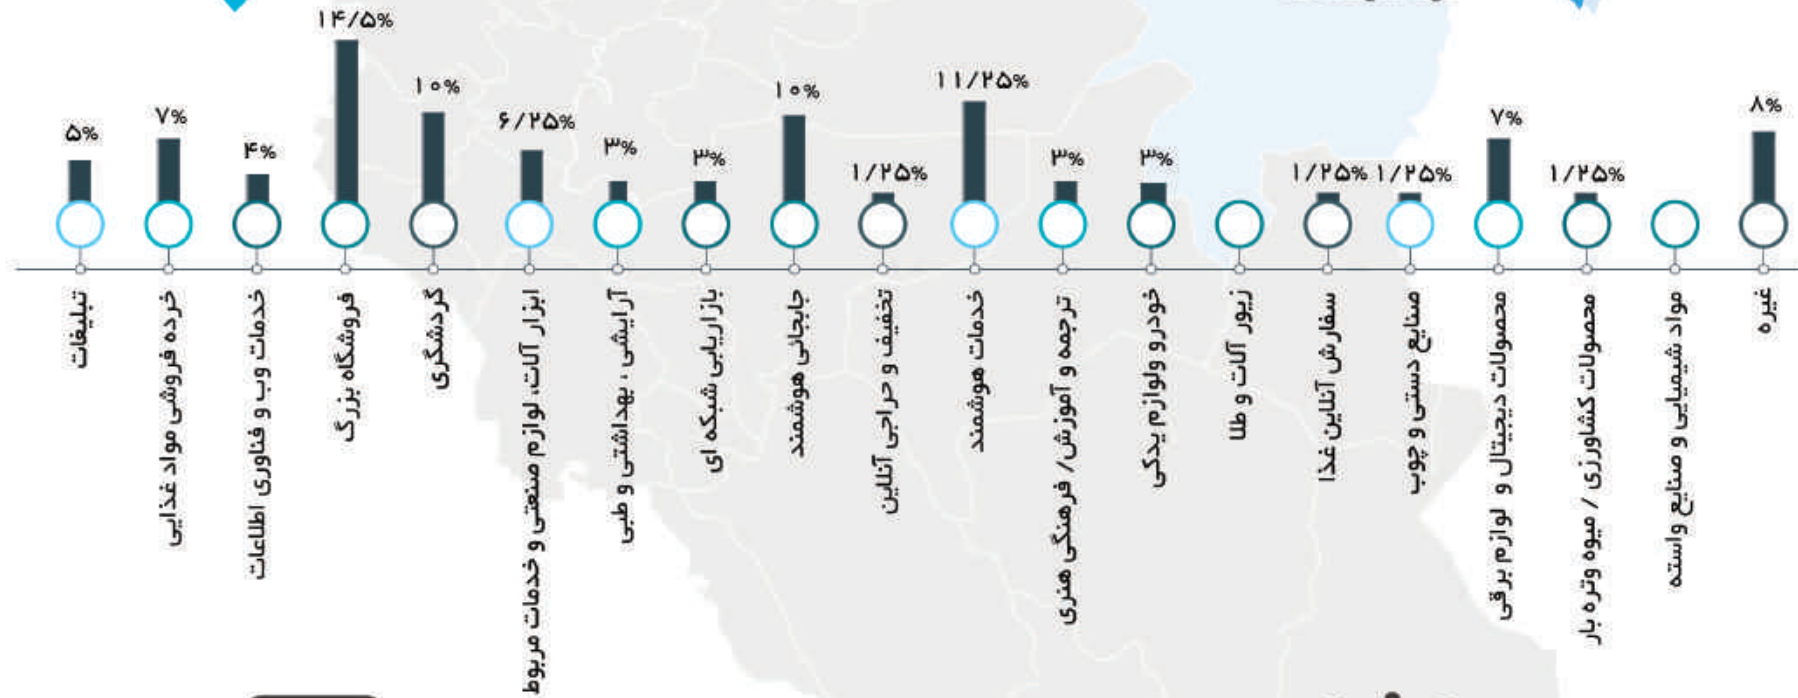 ۵%
۷%
۴%
۱۴/۵%
۱۰%
۶/۲۵%
۳%
۳%
۱۰%
۱/۲۵%
۱۱/۲۵%
۳%
۳%
۱/۲۵%
۱/۲۵%
۷%
۱/۲۵%
۸%
تبلیغات
خرده فروشی مواد غذایی
خدمات وب و فناوری اطلاعات
فروشگاه بزرگ
گردشگری
ابزار آلات، لوازم صنعتی و خدمات مربوط
آرایشی ، بهداشتی و طبی
بازاریابی شبکه ای
جابجائی هوشمند
تخفیف و حراجی آنلاین
خدمات هوشمند
ترجمه و آموزش/ فرهنگی هنری
خودرو ولوازم یدکی
زیور آلات و طلا
سفارش آنلاین غذا
صنایع دستی و چوب
محصولات دیجیتال و لوازم برقی
محصولات کشاورزی / میوه وتره بار
مواد شیمیایی و صنایع واسته
غیره